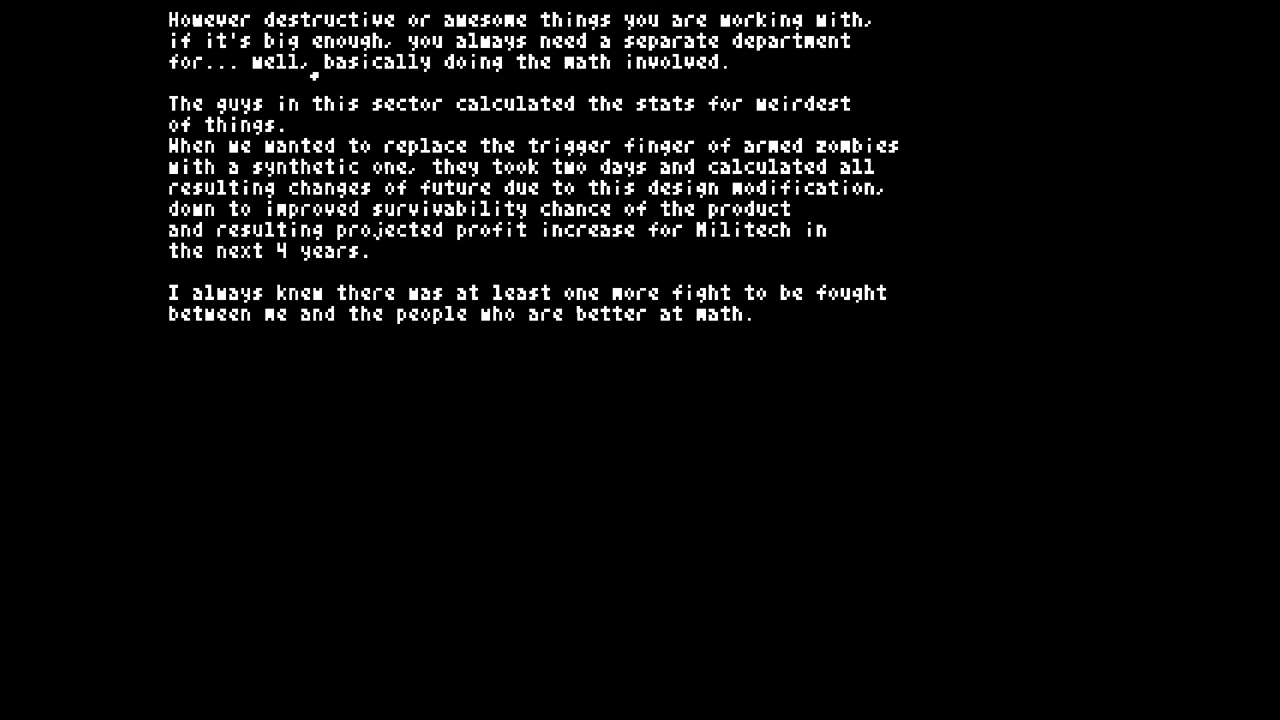 However destructive or awesome things you are working with,
if it's big enough, you always need a separate department
for... well, basically doing the math involved.
The guys in this sector calculated the stats for weirdest
of things.
When we wanted to replace the trigger finger of armed zombies
with a synthetic one, they took two days and calculated all
resulting changes of future due to this design modification,
down to improved survivability chance of the product
and resulting projected profit increase for Militech in
the next 4 years.
I always knew there was at least one more fight to be fought
between me and the people who are better at math.